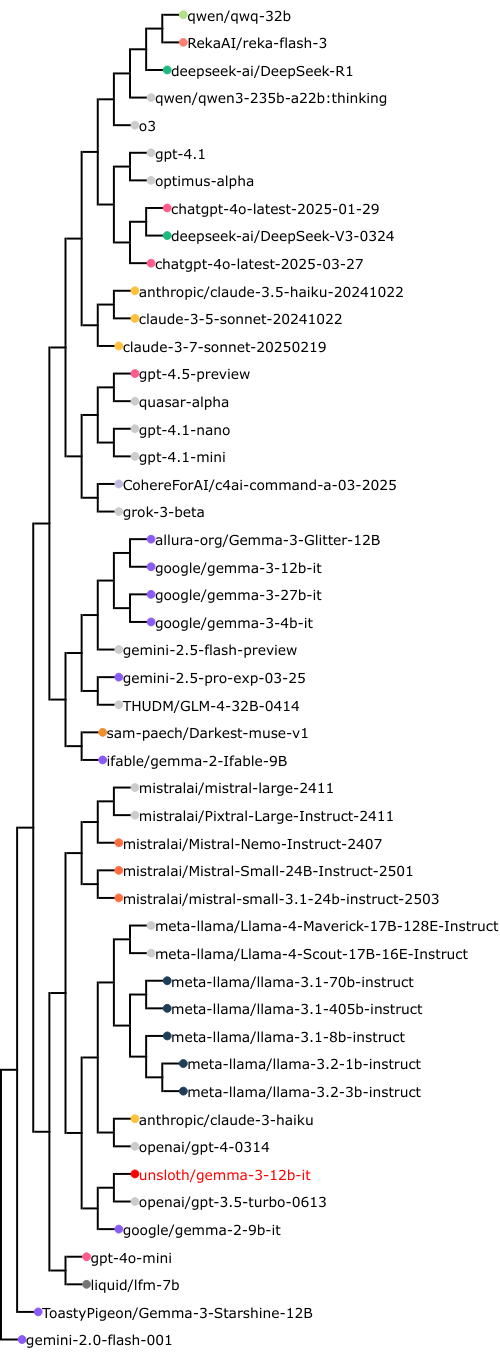 qwen/qwq-32b
RekaAI/reka-flash-3
deepseek-ai/DeepSeek-R1
qwen/qwen3-235b-a22b:thinking
o3
gpt-4.1
optimus-alpha
chatgpt-4o-latest-2025-01-29
deepseek-ai/DeepSeek-V3-0324
chatgpt-4o-latest-2025-03-27
anthropic/claude-3.5-haiku-20241022
claude-3-5-sonnet-20241022
claude-3-7-sonnet-20250219
gpt-4.5-preview
quasar-alpha
gpt-4.1-nano
gpt-4.1-mini
CohereForAI/c4ai-command-a-03-2025
grok-3-beta
allura-org/Gemma-3-Glitter-12B
google/gemma-3-12b-it
google/gemma-3-27b-it
google/gemma-3-4b-it
gemini-2.5-flash-preview
gemini-2.5-pro-exp-03-25
THUDM/GLM-4-32B-0414
sam-paech/Darkest-muse-v1
ifable/gemma-2-Ifable-9B
mistralai/mistral-large-2411
mistralai/Pixtral-Large-Instruct-2411
mistralai/Mistral-Nemo-Instruct-2407
mistralai/Mistral-Small-24B-Instruct-2501
mistralai/mistral-small-3.1-24b-instruct-2503
meta-llama/Llama-4-Maverick-17B-128E-Instruct
meta-llama/Llama-4-Scout-17B-16E-Instruct
meta-llama/llama-3.1-70b-instruct
meta-llama/llama-3.1-405b-instruct
meta-llama/llama-3.1-8b-instruct
meta-llama/llama-3.2-1b-instruct
meta-llama/llama-3.2-3b-instruct
anthropic/claude-3-haiku
openai/gpt-4-0314
unsloth/gemma-3-12b-it
openai/gpt-3.5-turbo-0613
google/gemma-2-9b-it
gpt-4o-mini
liquid/lfm-7b
ToastyPigeon/Gemma-3-Starshine-12B
gemini-2.0-flash-001